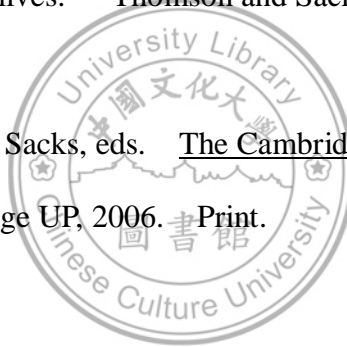 ives. Thomson and Sack
University Library
中國文化大學
Sacks, eds. The Cambrid
ge UP, 2006. Print.
圖書館
Chinese Culture University